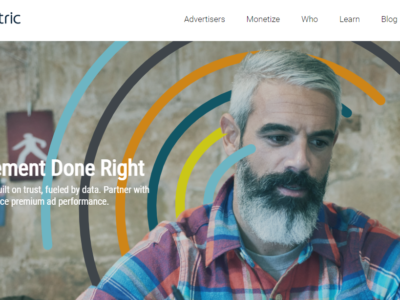 tric
Advertisers Monetize Who Learn Blog
ement Done Right
uilt on trust, fueled by data. Partner with
ce premium ad performance.